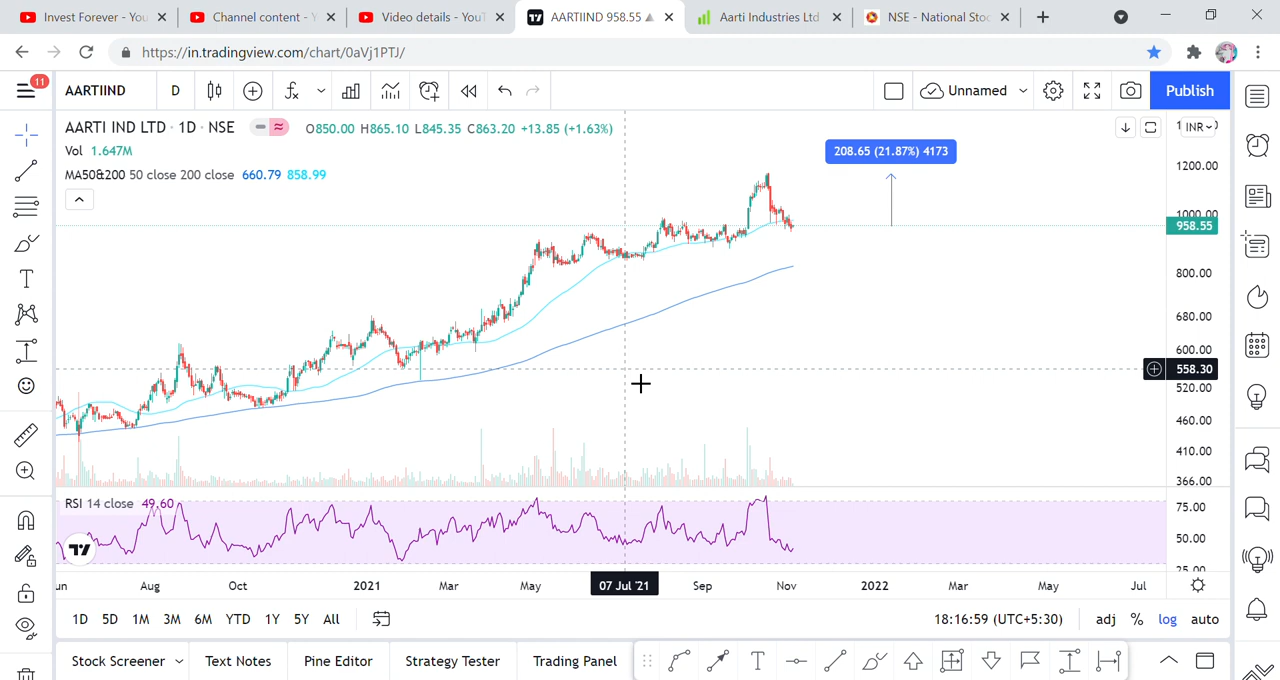 Invest Forever - You
Channel content - Y
Video details - YouT
AARTIIND 958.55
Aarti Industries Ltd
NSE - National Stoc
https://in.tradingview.com/chart/0aVj1PTJ/
11
AARTIIND
D
Unnamed
Publish
AARTI IND LTD · 1D · NSE
O850.00 H865.10 L845.35 C863.20 +13.85 (+1.63%)
INR
Vol 1.647M
MA50&200 50 close 200 close 660.79 858.99
208.65 (21.87%) 4173
1200.00
1000.00
958.55
800.00
680.00
600.00
558.30
520.00
460.00
410.00
366.00
RSI 14 close 49.60
75.00
50.00
25.00
Aug Oct 2021 Mar May 07 Jul '21 Sep Nov 2022 Mar May Jul
1D 5D 1M 3M 6M YTD 1Y 5Y All
18:16:59 (UTC+5:30) adj % log auto
Stock Screener Text Notes Pine Editor Strategy Tester Trading Panel